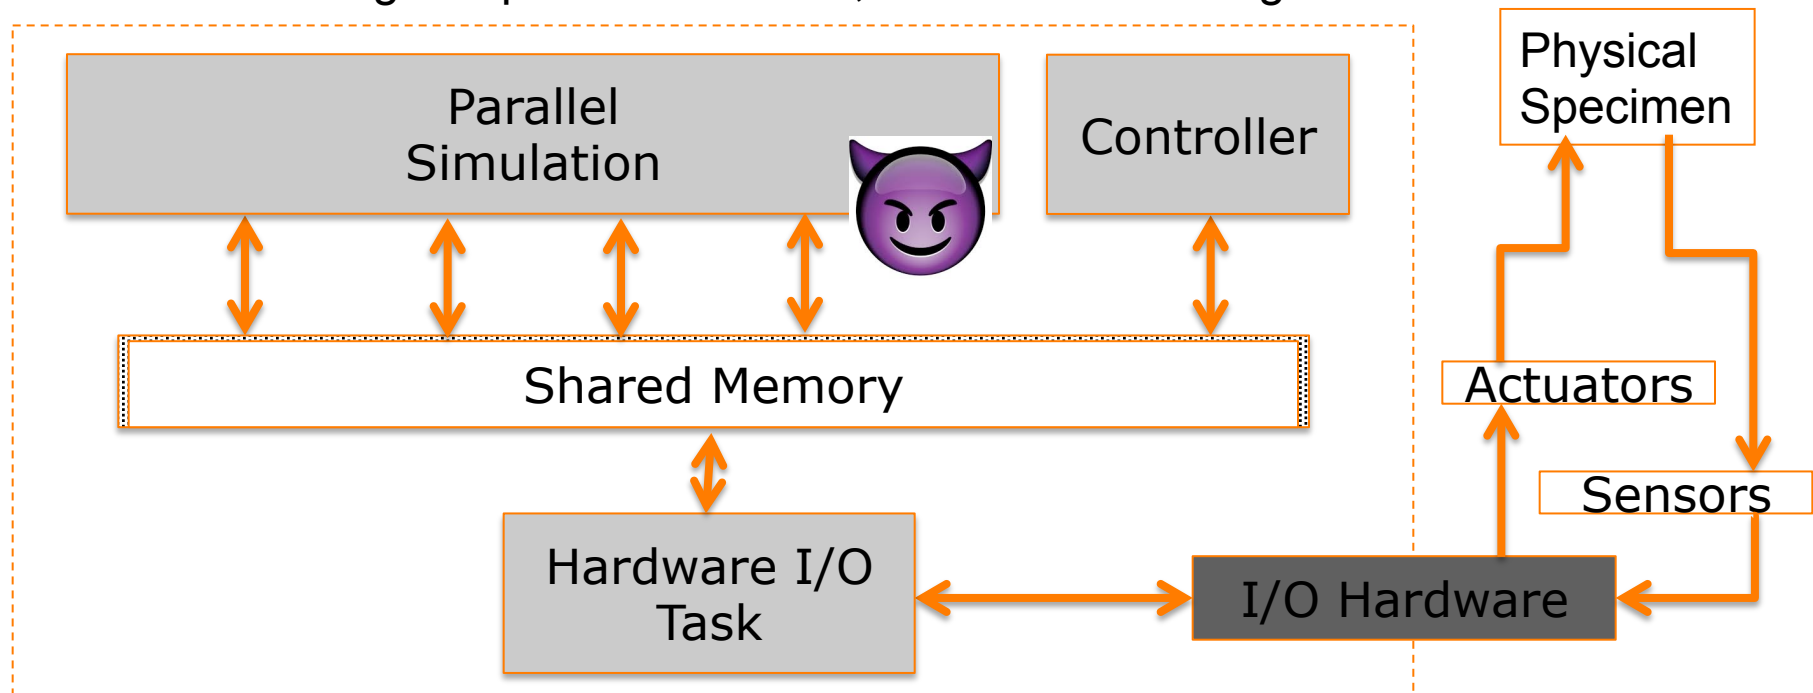 Parallel
Simulation
Controller
Physical
Specimen
Shared Memory
Actuators
Sensors
Hardware I/O
Task
I/O Hardware